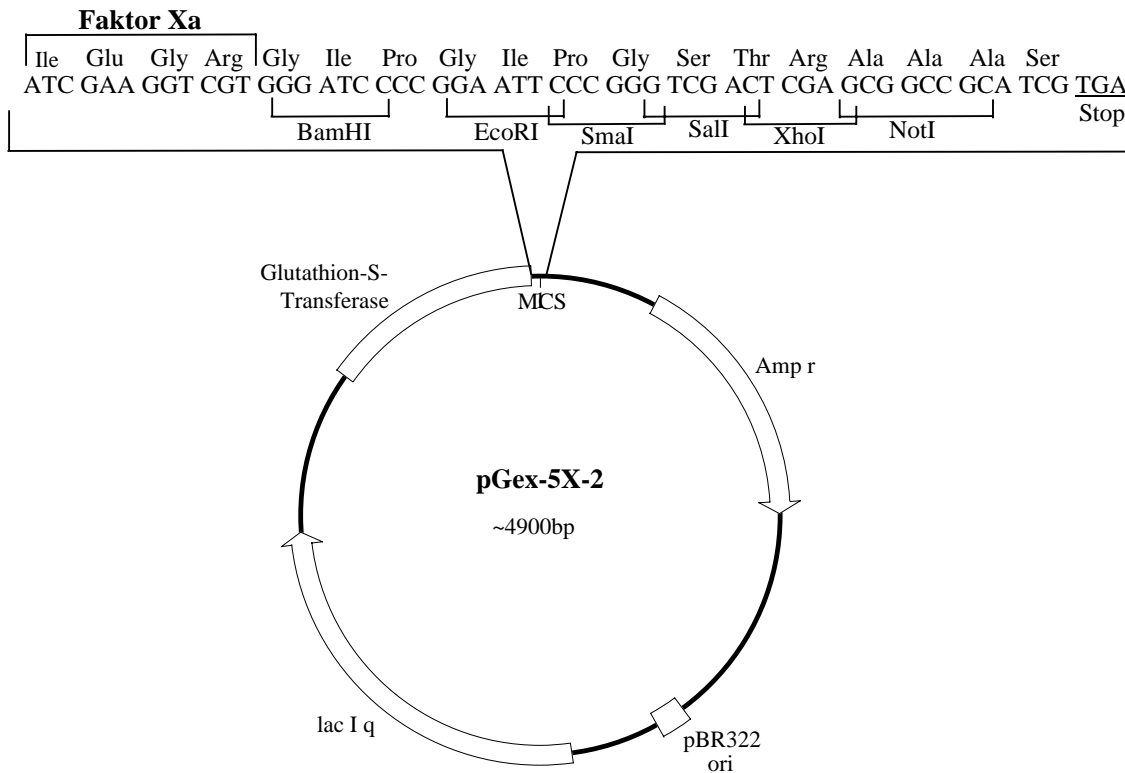 Faktor Xa
Ile Glu Gly Arg Gly Ile Pro Gly Ile Pro Gly Ser Thr Arg Ala Ala Ala Ser
ATC GAA GGT CGT GGG ATC CCC GGA ATT CCC GGG TCG ACT CGA GCG GCC GCA TCG TGA
BamHI EcoRI SmaI SalI XhoI NotI Stop
Glutathion-S-
Transferase
MCS
Amp r
pGex-5X-2
~4900bp
lac I q
pBR322
ori